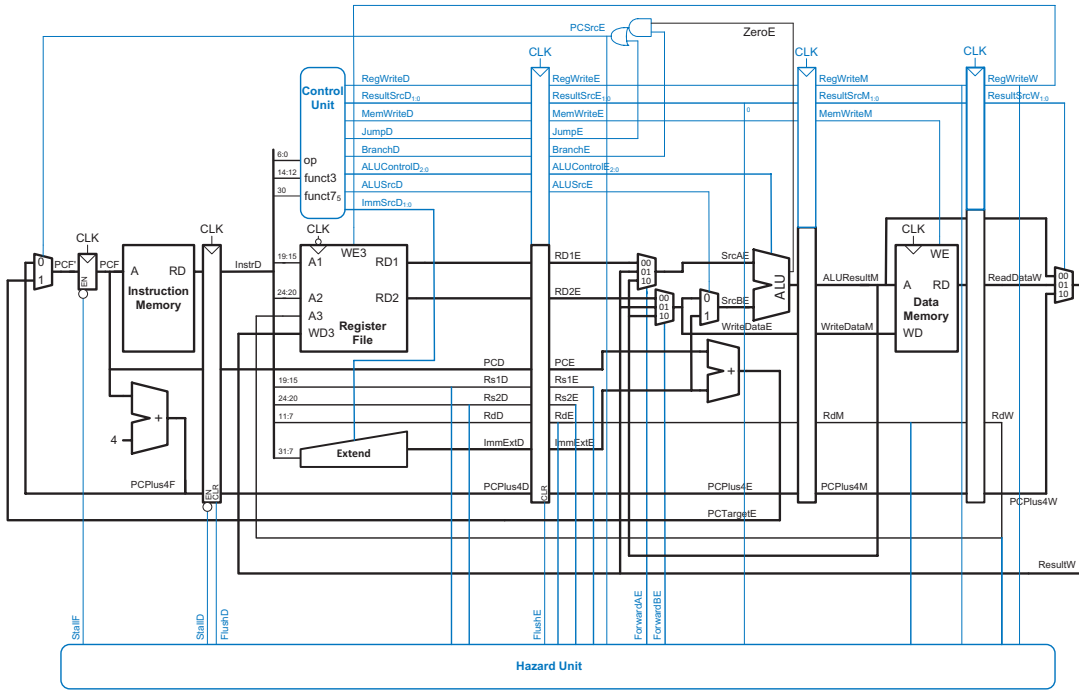 PCSrcE
ZeroE
CLK
CLK
CLK
Control
Unit
RegWriteD
RegWriteE
RegWriteM
RegWriteW
ResultSrcD1:0
ResultSrcE1:0
ResultSrcM1:0
ResultSrcW1:0
0
MemWriteD
MemWriteE
MemWriteM
JumpD
JumpE
6:0
op
BranchD
BranchE
14:12
funct3
ALUControlD2:0
ALUControlE2:0
30
funct75
ALUSrcD
ALUSrcE
ImmSrcD1:0
CLK
CLK
CLK
CLK
0
1
PCF'
PCF
EN
A
RD
Instruction
Memory
InstrD
19:15
A1
WE3
RD1
RD1E
00
01
10
SrcAE
ALU
ALUResultM
WE
A
RD
Data
Memory
WD
ReadDataW
00
01
10
24:20
A2
RD2
RD2E
00
01
10
0
1
SrcBE
A3
WD3
Register
File
WriteDataE
WriteDataM
PCD
PCE
+
19:15
Rs1D
Rs1E
24:20
Rs2D
Rs2E
11:7
RdD
RdE
RdM
RdW
+
4
31:7
Extend
ImmExtD
ImmExtE
PCPlus4F
EN
CLR
PCPlus4D
CLR
PCPlus4E
PCPlus4M
PCPlus4W
PCTargetE
ResultW
StallF
StallD
FlushD
FlushE
ForwardAE
ForwardBE
Hazard Unit